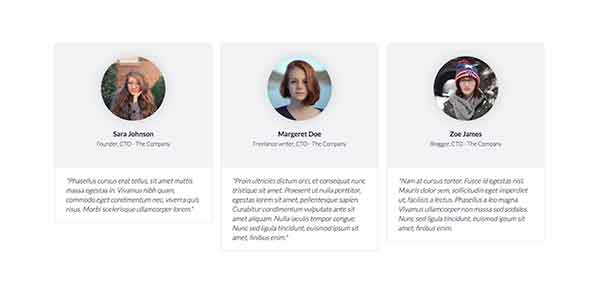 Sara Johnson
Founder, CTO - The Company
"Phasellus cursus erat tellus, sit amet mattis
massa egestas in. Vivamus nibh quam,
commodo eget condimentum nec, viverra quis
risus. Morbi scelerisque ullamcorper lorem."
Margeret Doe
Freelance writer, CTO - The Company
"Proin ultricies dictum orci, et consequat nunc
tristique sit amet. Praesent ut nulla porttitor,
egestas lorem sit amet, pellentesque sapien.
Curabitur condimentum vulputate ante sit
amet aliquam. Nulla iaculis tempor congue.
Nunc sed ligula tincidunt, euismod ipsum sit
amet, finibus enim."
Zoe James
Blogger, CTO - The Company
"Nam at cursus tortor. Fusce id egestas nisl.
Mauris dolor sem, sollicitudin eget imperdiet
ut, facilisis a lectus. Phasellus a leo magna.
Vivamus ullamcorper non massa sed sodales.
Nunc sed ligula tincidunt, euismod ipsum sit
amet, finibus enim.